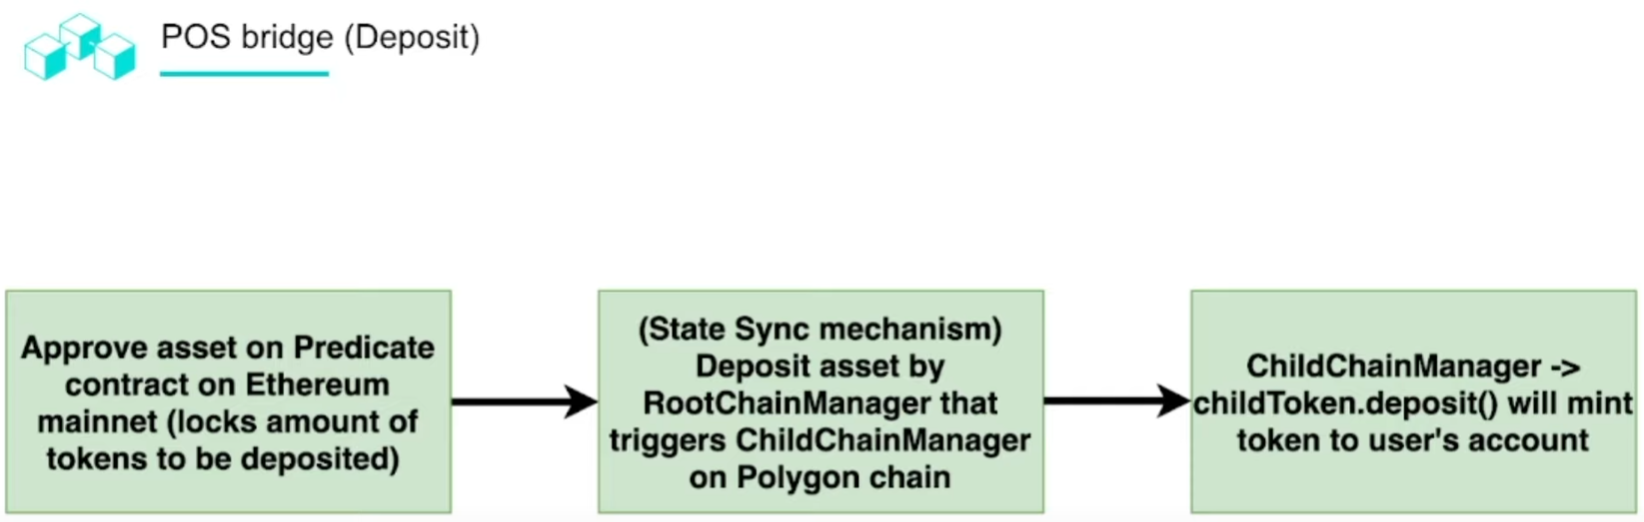 POS bridge (Deposit)
Approve asset on Predicate
contract on Ethereum
mainnet (locks amount of
tokens to be deposited)
(State Sync mechanism)
Deposit asset by
RootChainManager that
triggers ChildChainManager
on Polygon chain
ChildChainManager ->
childToken.deposit() will mint
token to user's account